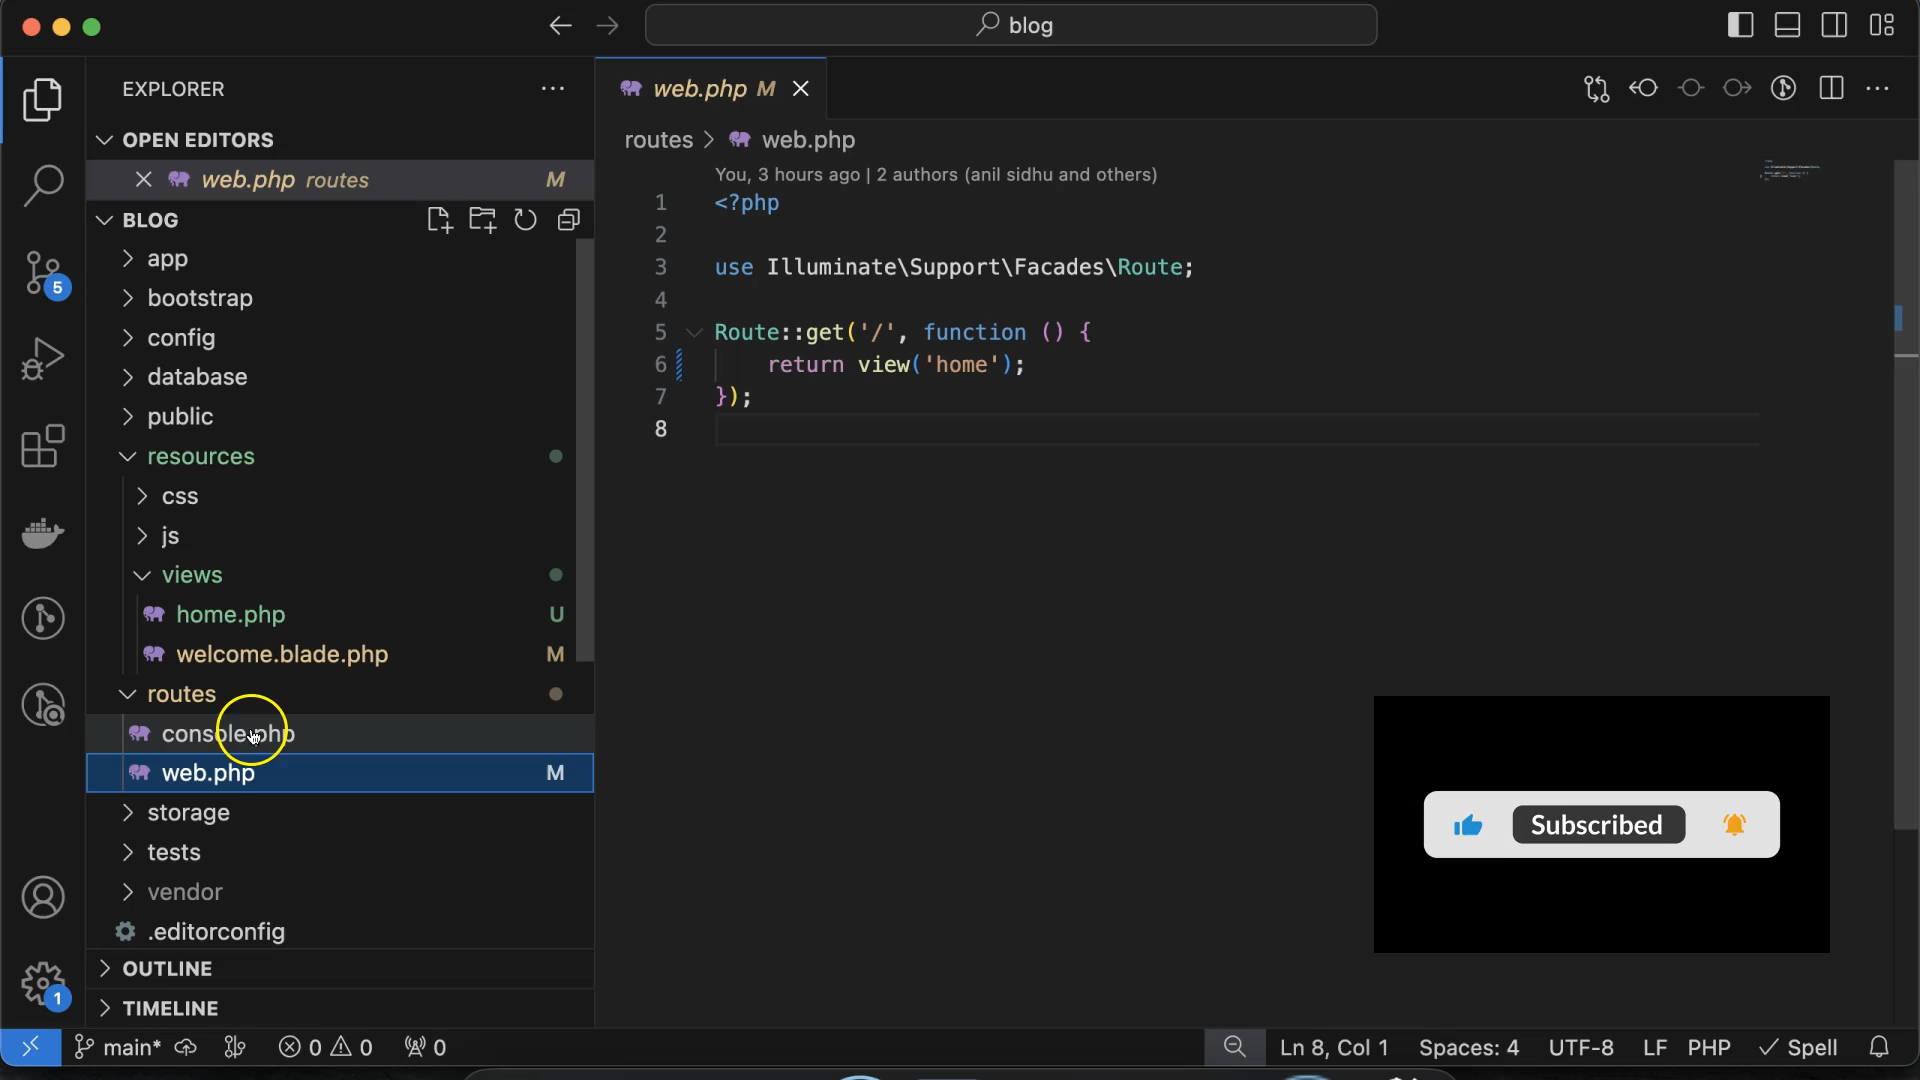 blog
EXPLORER
OPEN EDITORS
web.php routes M
BLOG
app
bootstrap
config
database
public
resources
css
js
views
home.php U
welcome.blade.php M
routes
console.php
web.php M
storage
tests
vendor
.editorconfig
OUTLINE
TIMELINE
5
1
web.php M
routes > web.php
You, 3 hours ago | 2 authors (anil sidhu and others)
1 <?php
2
3 use Illuminate\Support\Facades\Route;
4
5 Route::get('/', function () {
6 return view('home');
7 });
8
Subscribed
main* 0 0 0 Ln 8, Col 1 Spaces: 4 UTF-8 LF PHP Spell